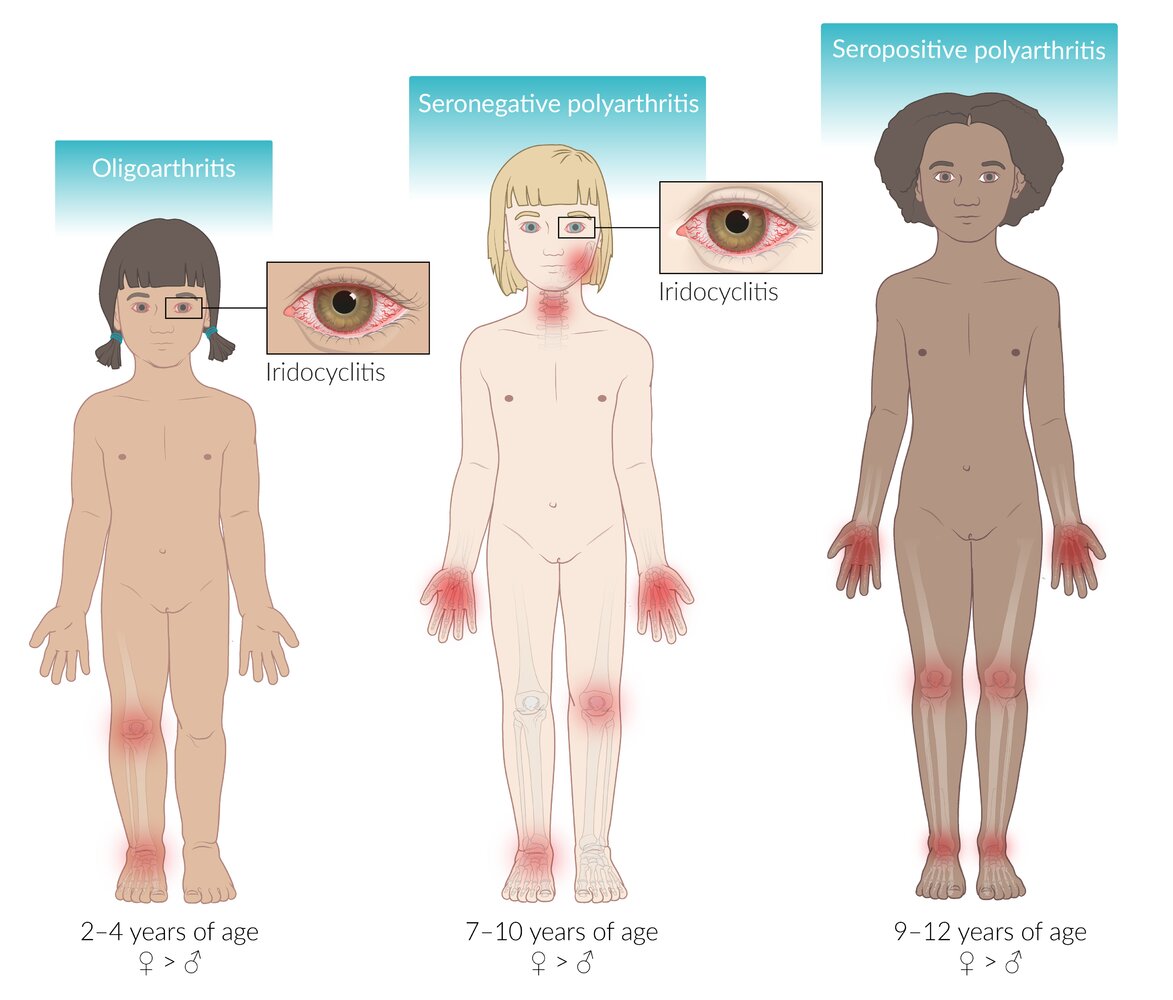 Seropositive polyarthritis
Seronegative polyarthritis
Oligoarthritis
Iridocyclitis
Iridocyclitis
2–4 years of age
♀ > ♂
7–10 years of age
♀ > ♂
9–12 years of age
♀ > ♂